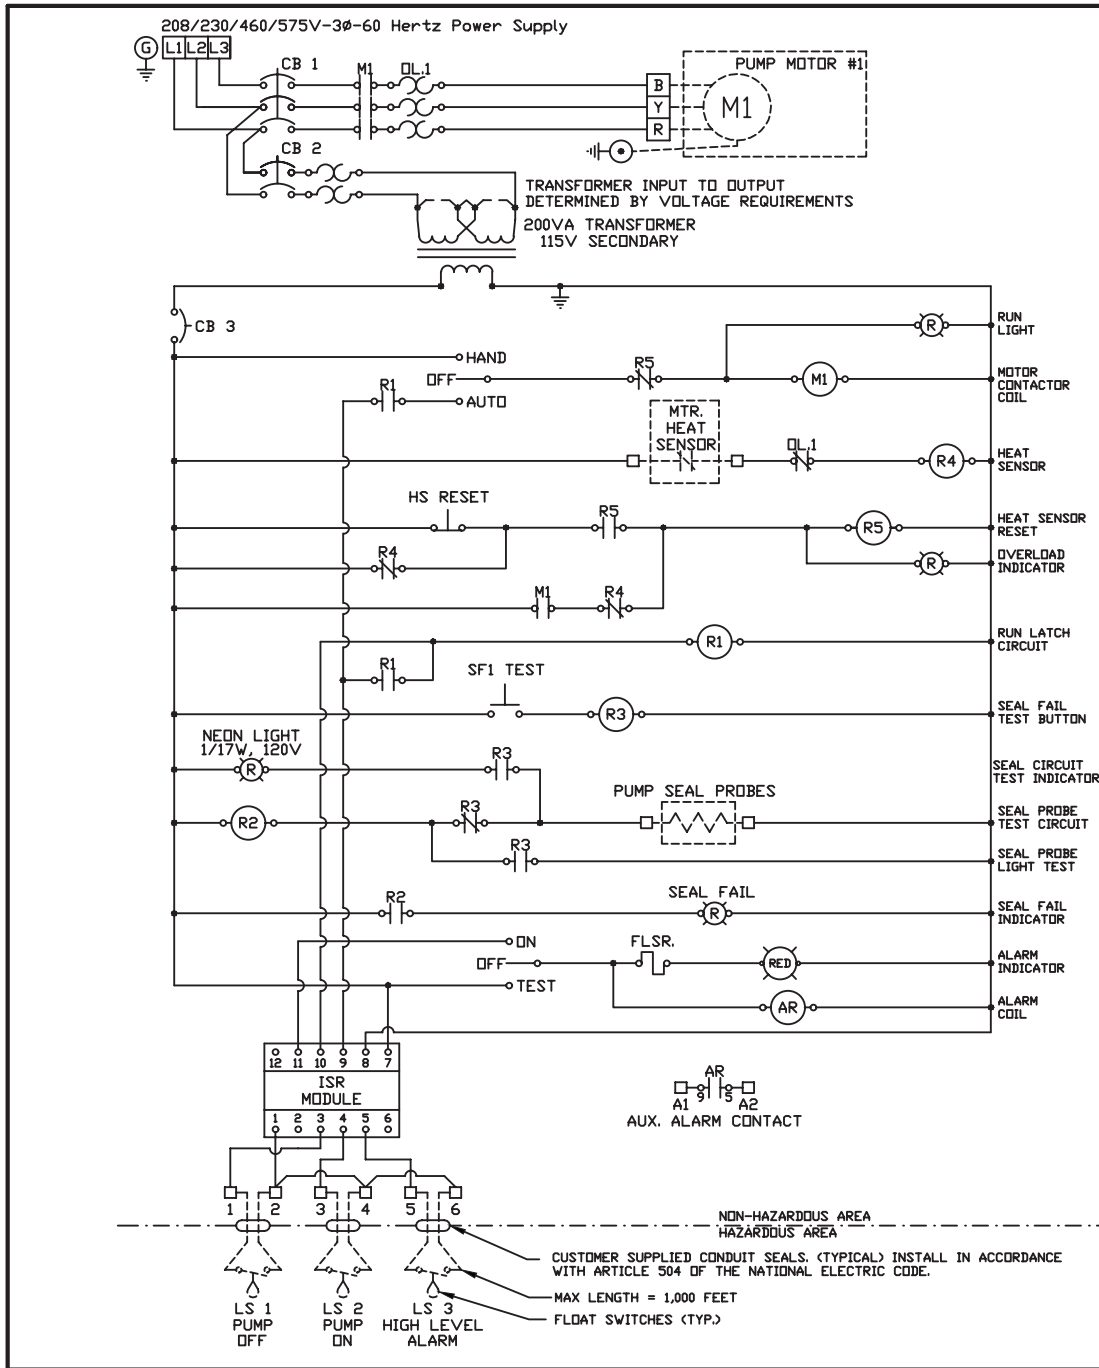 208/230/460/575V-3Ø-60 Hertz Power Supply
G L1 L2 L3
CB 1
M1
OL1
PUMP MOTOR #1
B
Y
R
M1
CB 2
TRANSFORMER INPUT TO OUTPUT
DETERMINED BY VOLTAGE REQUIREMENTS
200VA TRANSFORMER
115V SECONDARY
CB 3
R
RUN
LIGHT
HAND
OFF
R5
M1
MOTOR
CONTACTOR
COIL
R1
AUTO
MTR.
HEAT
SENSOR
OL1
R4
HEAT
SENSOR
HS RESET
R5
R5
HEAT SENSOR
RESET
R4
R
OVERLOAD
INDICATOR
M1
R4
R1
RUN LATCH
CIRCUIT
R1
SF1 TEST
R3
SEAL FAIL
TEST BUTTON
NEON LIGHT
1/17W, 120V
R
R3
SEAL CIRCUIT
TEST INDICATOR
PUMP SEAL PROBES
R2
R3
SEAL PROBE
TEST CIRCUIT
R3
SEAL PROBE
LIGHT TEST
R2
SEAL FAIL
R
SEAL FAIL
INDICATOR
ON
OFF
FLSR.
RED
ALARM
INDICATOR
TEST
AR
ALARM
COIL
12 11 10 9 8 7
ISR
MODULE
1 2 3 4 5 6
AR
A1 9 5 A2
AUX. ALARM CONTACT
1 2 3 4 5 6
NON-HAZARDOUS AREA
HAZARDOUS AREA
CUSTOMER SUPPLIED CONDUIT SEALS. (TYPICAL) INSTALL IN ACCORDANCE
WITH ARTICLE 504 OF THE NATIONAL ELECTRIC CODE.
MAX LENGTH = 1,000 FEET
FLOAT SWITCHES (TYP.)
LS 1
PUMP
OFF
LS 2
PUMP
ON
LS 3
HIGH LEVEL
ALARM